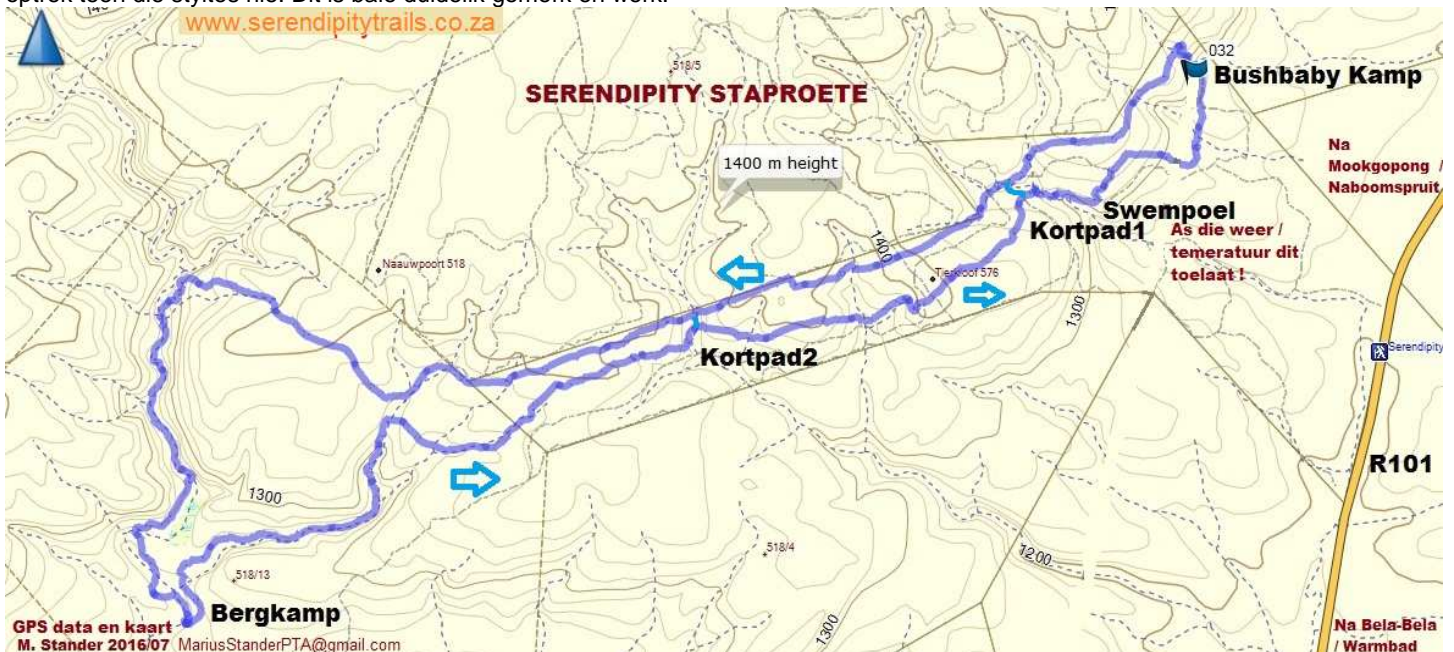 www.serendipitytrails.co.za
032
Bushbaby Kamp
518/5
SERENDIPITY STAPROETE
Na
Mookgopong /
Naboomspruit
1400 m height
Swempoel
Kortpad1
As die weer /
temeratuur dit
toelaat !
1400
Naauwpoort 518
Tierkloof 576
1300
Kortpad2
Serendipity
R101
1300
1200
518/4
518/13
Bergkamp
1300
GPS data en kaart
M. Stander 2016/07 MariusStanderPTA@gmail.com
Na Bela-Bela
/ Warmbad